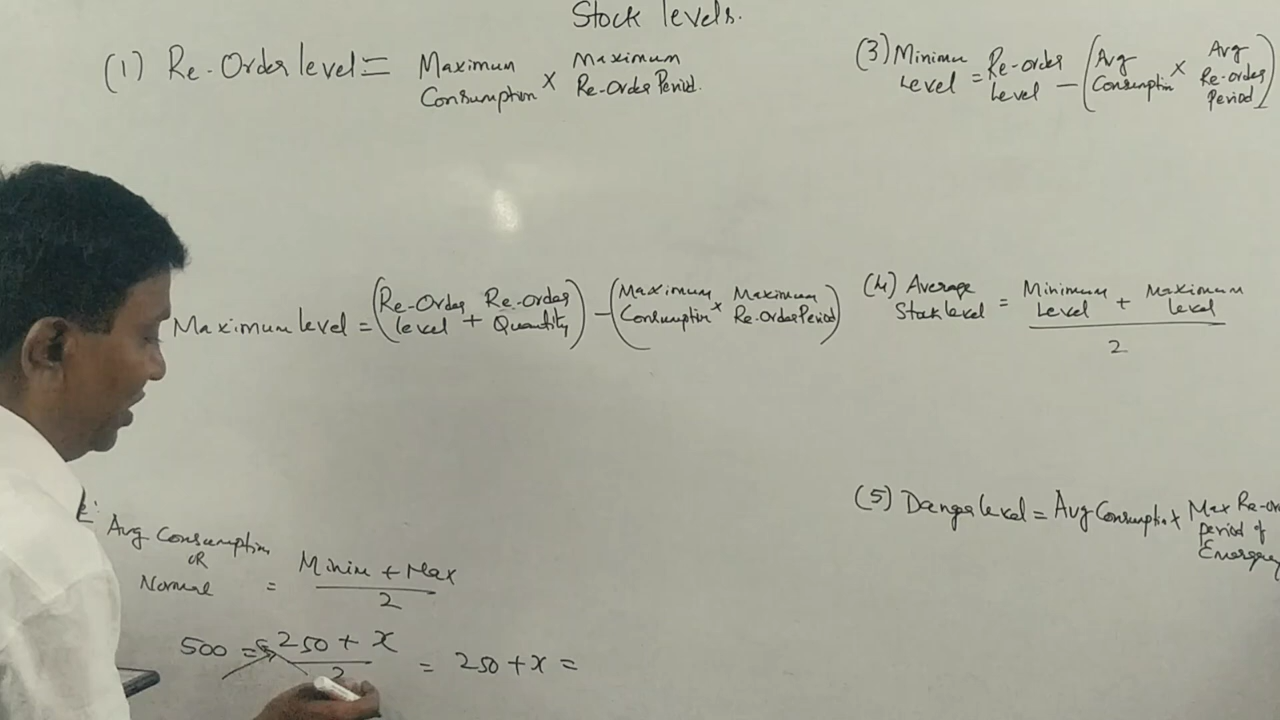 Stock levels.
(1) Re-Order level = Maximum Consumption × Maximum Re-Order Period.
Maximum level = (Re-Order level + Re-order Quantity) - (Maximum Consumption × Maximum Re-Order Period)
Avg Consumption OR Normal = Minim + Max / 2
500 = 250 + x / 2 = 250 + x =
(3) Minimum Level = Re-order Level - (Avg Consumption × Avg Re-order Period)
(4) Average Stock level = Minimum Level + Maximum level / 2
(5) Danger level = Avg Consumption × Max Re-or period of Emergency